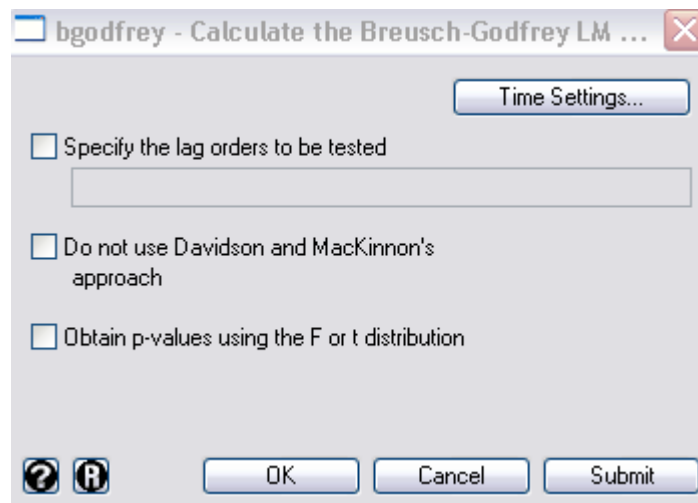 bgodfrey - Calculate the Breusch-Godfrey LM ...
Time Settings...
Specify the lag orders to be tested
Do not use Davidson and MacKinnon's
approach
Obtain p-values using the F or t distribution
? R OK Cancel Submit